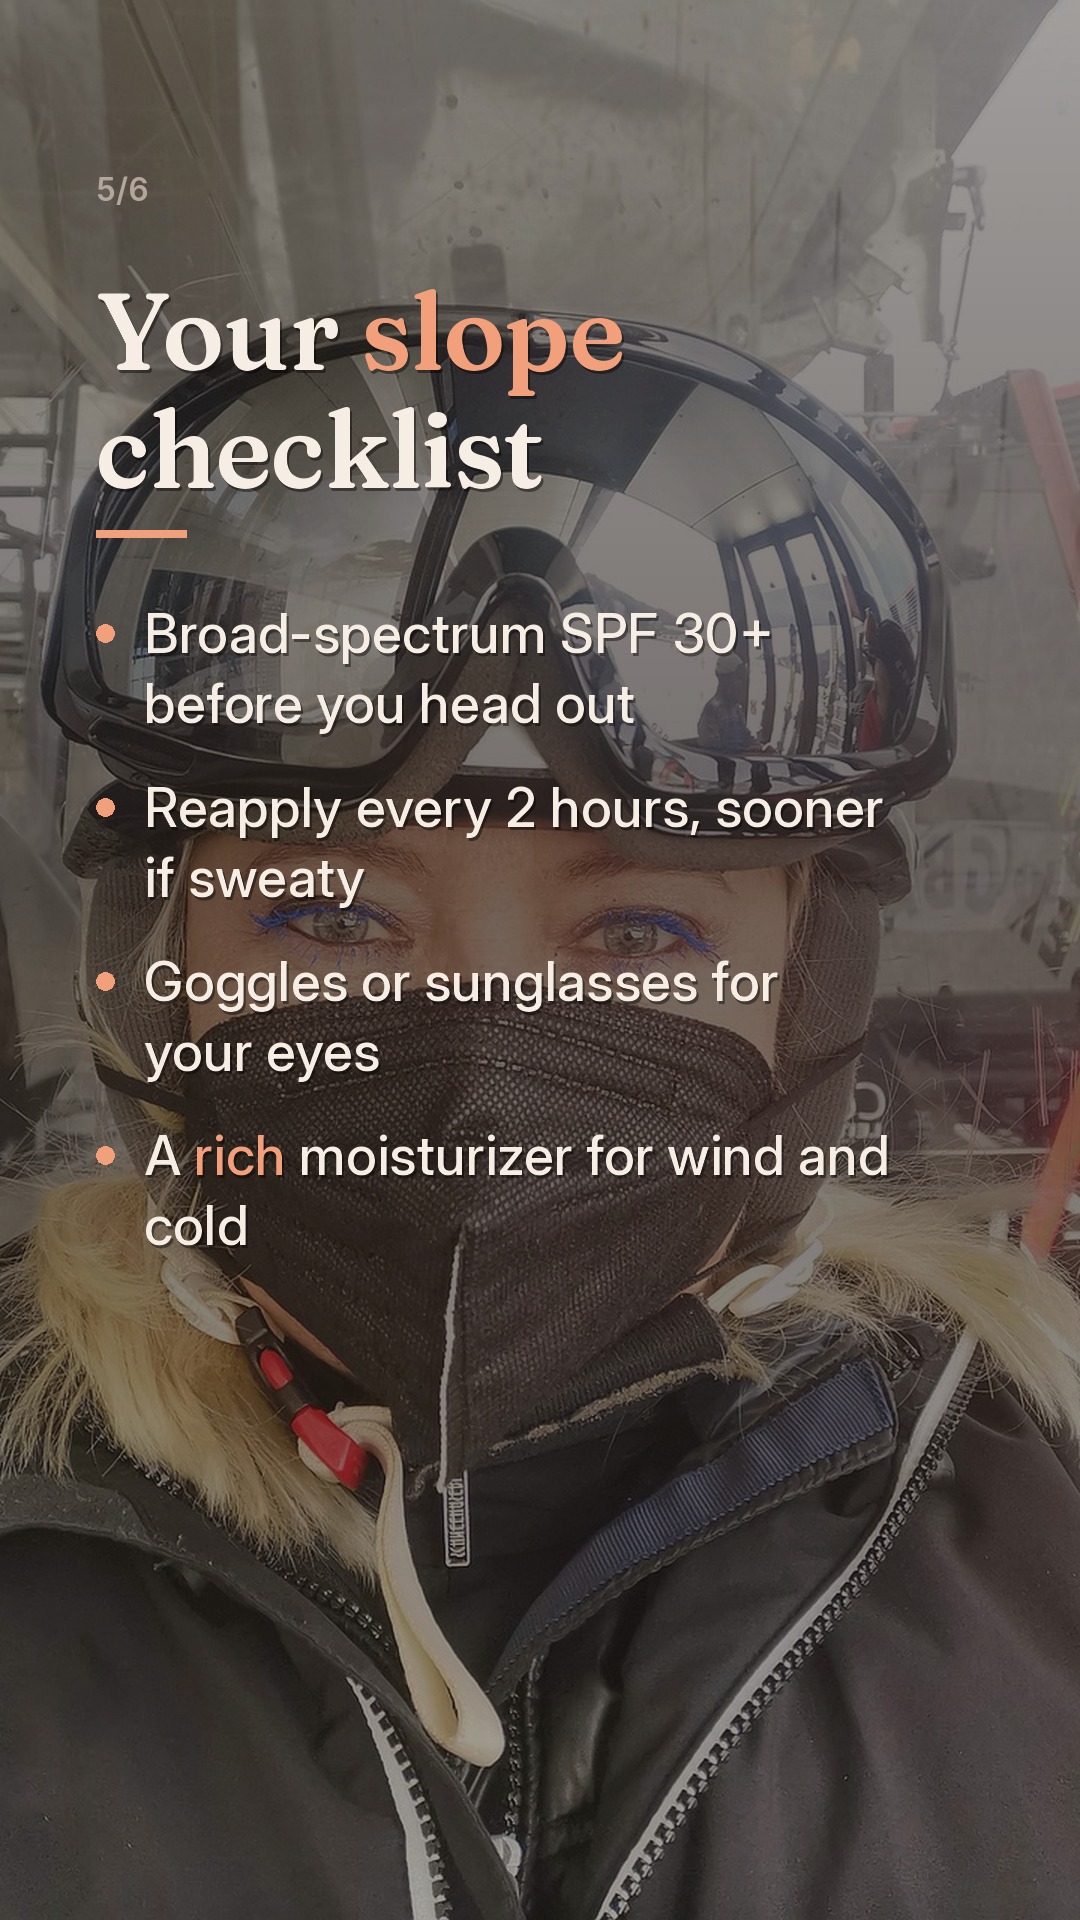 5/6
Your slope
checklist
Broad-spectrum SPF 30+
before you head out
Reapply every 2 hours, sooner
if sweaty
Goggles or sunglasses for
your eyes
A rich moisturizer for wind and
cold